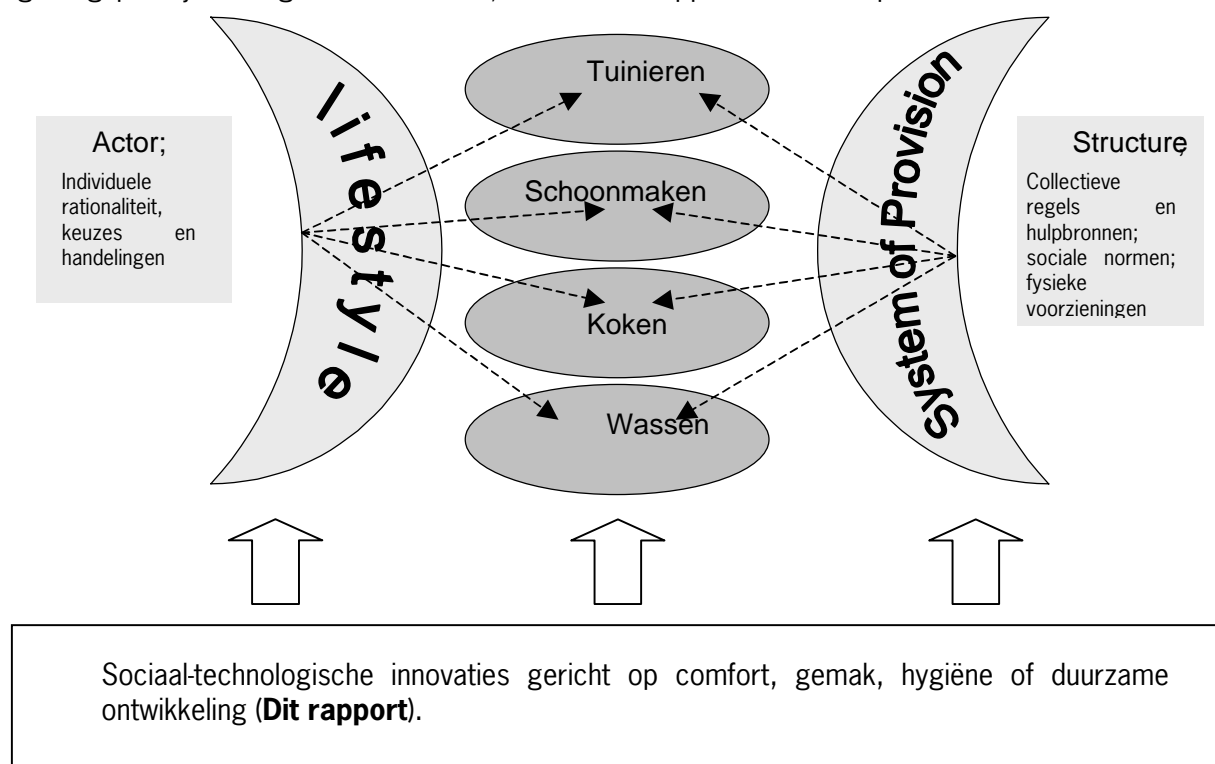 Actor;
Individuele
rationaliteit,
keuzes en
handelingen
lifestyle
Tuinieren
Schoonmaken
Koken
Wassen
System of Provision
Structure,
Collectieve
regels en
hulpbronnen;
sociale normen;
fysieke
voorzieningen
Sociaal-technologische innovaties gericht op comfort, gemak, hygiëne of duurzame
ontwikkeling (Dit rapport).